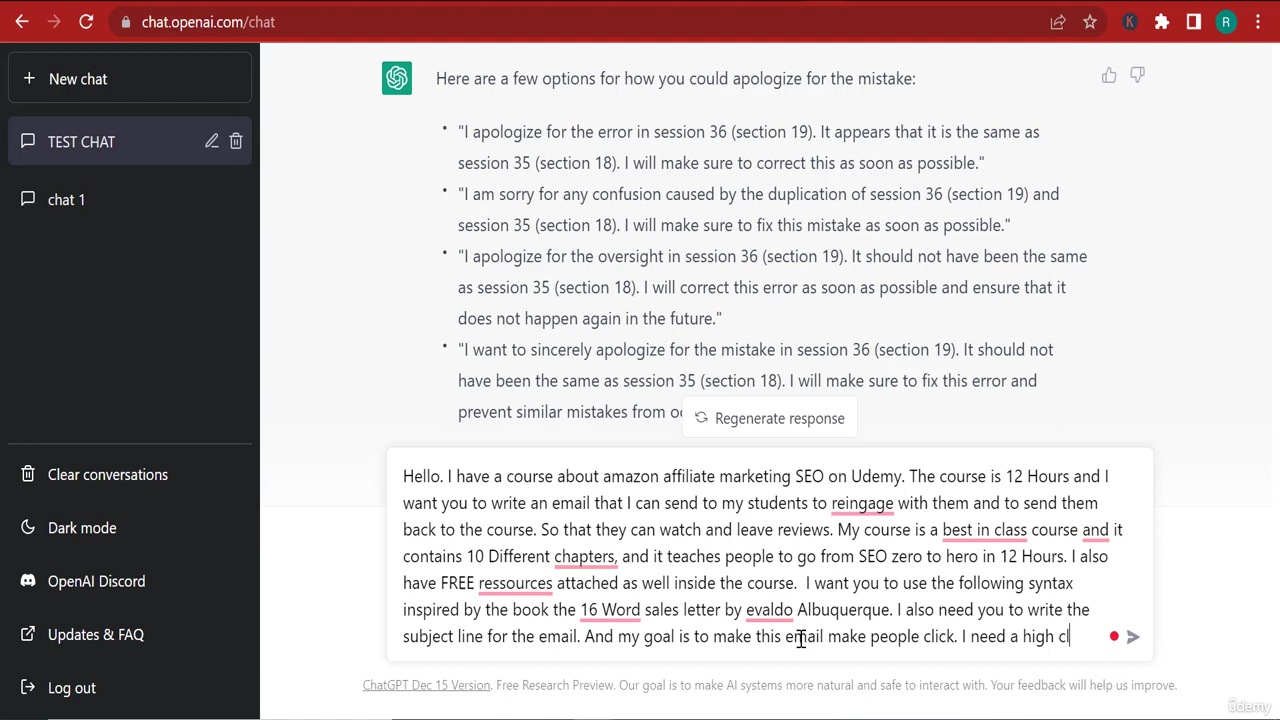 chat.openai.com/chat
K
R
New chat
TEST CHAT
chat 1
Clear conversations
Dark mode
OpenAI Discord
Updates & FAQ
Log out
Here are a few options for how you could apologize for the mistake:
• "I apologize for the error in session 36 (section 19). It appears that it is the same as
session 35 (section 18). I will make sure to correct this as soon as possible."
• "I am sorry for any confusion caused by the duplication of session 36 (section 19) and
session 35 (section 18). I will make sure to fix this mistake as soon as possible."
• "I apologize for the oversight in session 36 (section 19). It should not have been the same
as session 35 (section 18). I will correct this error as soon as possible and ensure that it
does not happen again in the future."
• "I want to sincerely apologize for the mistake in session 36 (section 19). It should not
have been the same as session 35 (section 18). I will make sure to fix this error and
prevent similar mistakes from
Regenerate response
Hello. I have a course about amazon affiliate marketing SEO on Udemy. The course is 12 Hours and I
want you to write an email that I can send to my students to reingage with them and to send them
back to the course. So that they can watch and leave reviews. My course is a best in class course and it
contains 10 Different chapters, and it teaches people to go from SEO zero to hero in 12 Hours. I also
have FREE ressources attached as well inside the course.  I want you to use the following syntax
inspired by the book the 16 Word sales letter by evaldo Albuquerque. I also need you to write the
subject line for the email. And my goal is to make this email make people click. I need a high cl
ChatGPT Dec 15 Version. Free Research Preview. Our goal is to make AI systems more natural and safe to interact with. Your feedback will help us improve.
ûdemy